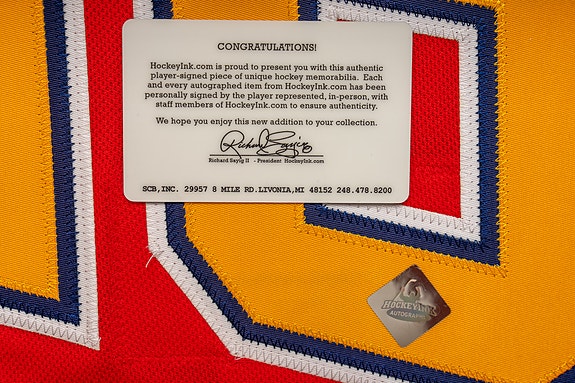 CONGRATULATIONS!
HockeyInk.com is proud to present you with this authentic
player-signed piece of unique hockey memorabilia. Each
and every autographed item from HockeyInk.com has been
personally signed by the player represented, in-person, with
staff members of HockeyInk.com to ensure authenticity.
We hope you enjoy this new addition to your collection.
Richard Sayig II
Richard Sayig II - President HockeyInk.com
SCB,INC. 29957 8 MILE RD.LIVONIA,MI 48152 248.478.8200
HOCKEYINK
AUTOGRAPHS